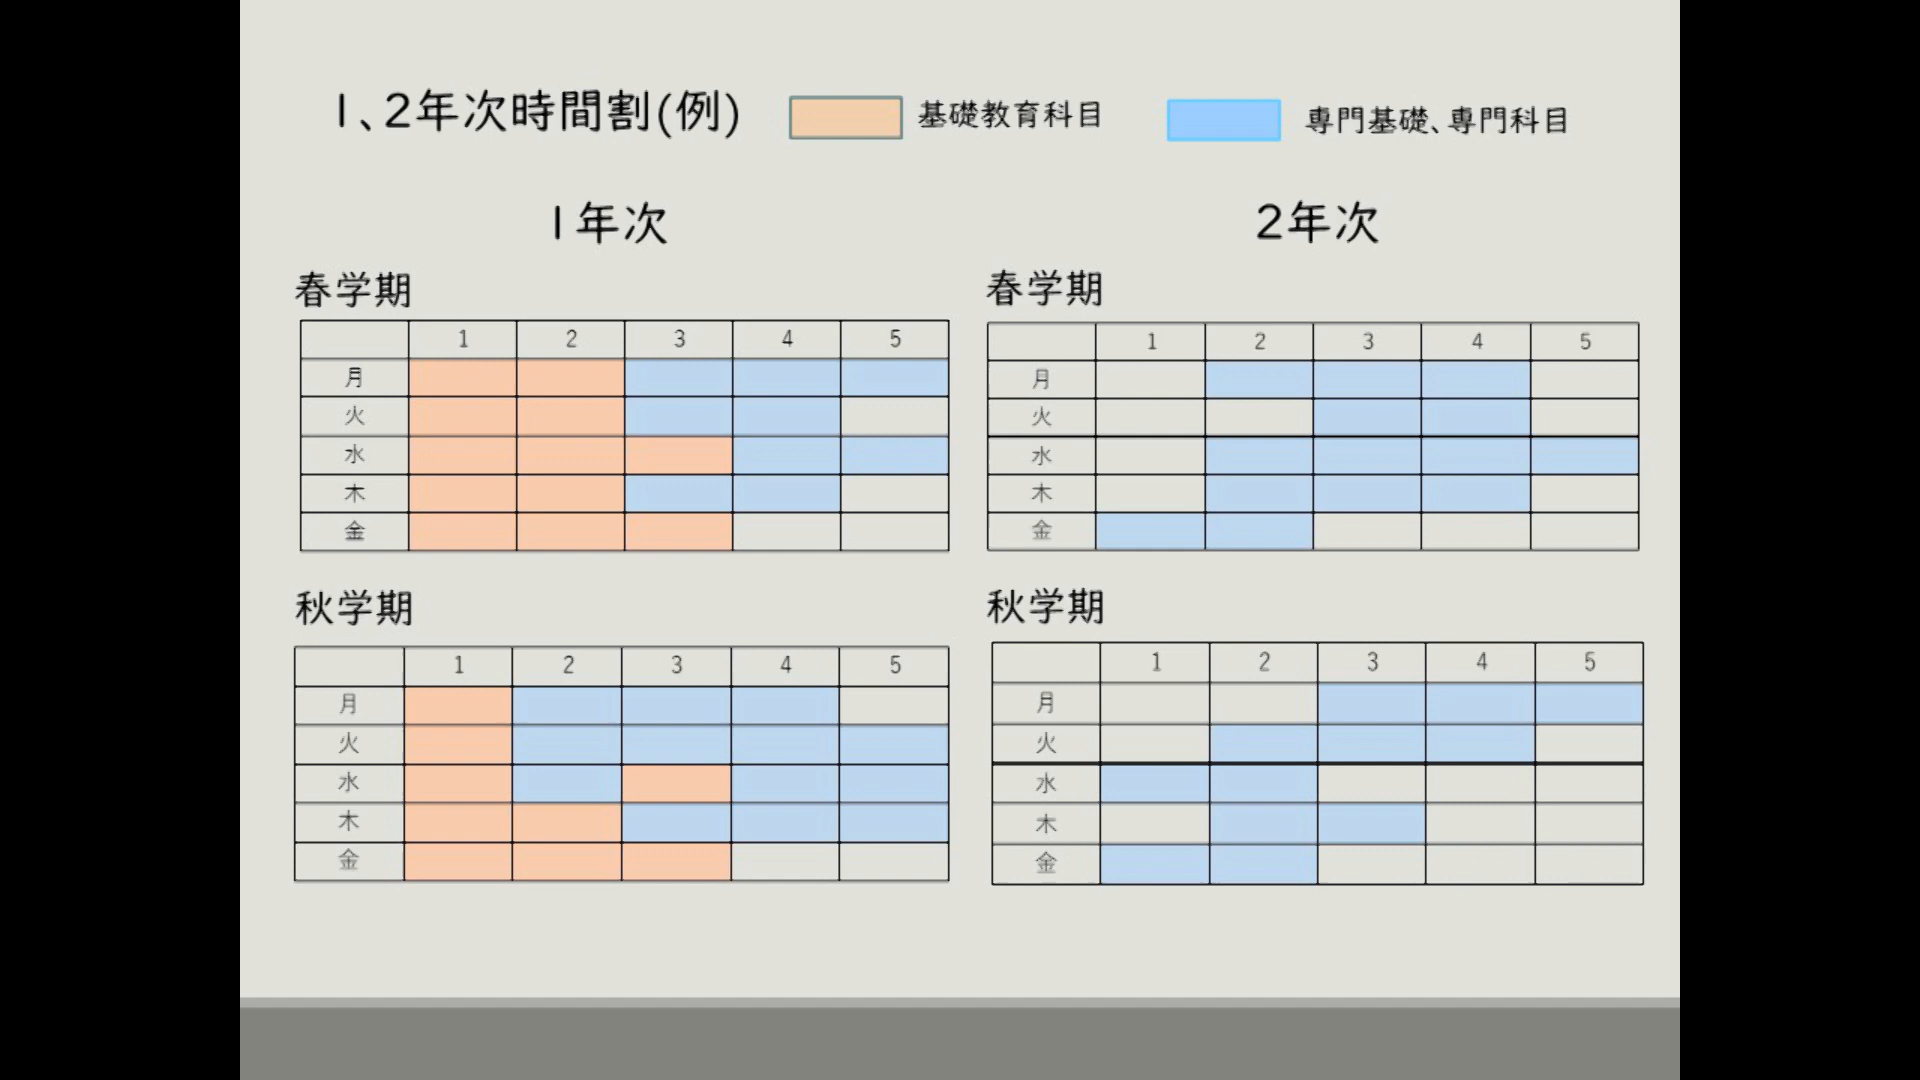 1、2年次時間割(例)
基礎教育科目
専門基礎、専門科目
1年次
春学期
1 2 3 4 5
月
火
水
木
金
秋学期
1 2 3 4 5
月
火
水
木
金
2年次
春学期
1 2 3 4 5
月
火
水
木
金
秋学期
1 2 3 4 5
月
火
水
木
金